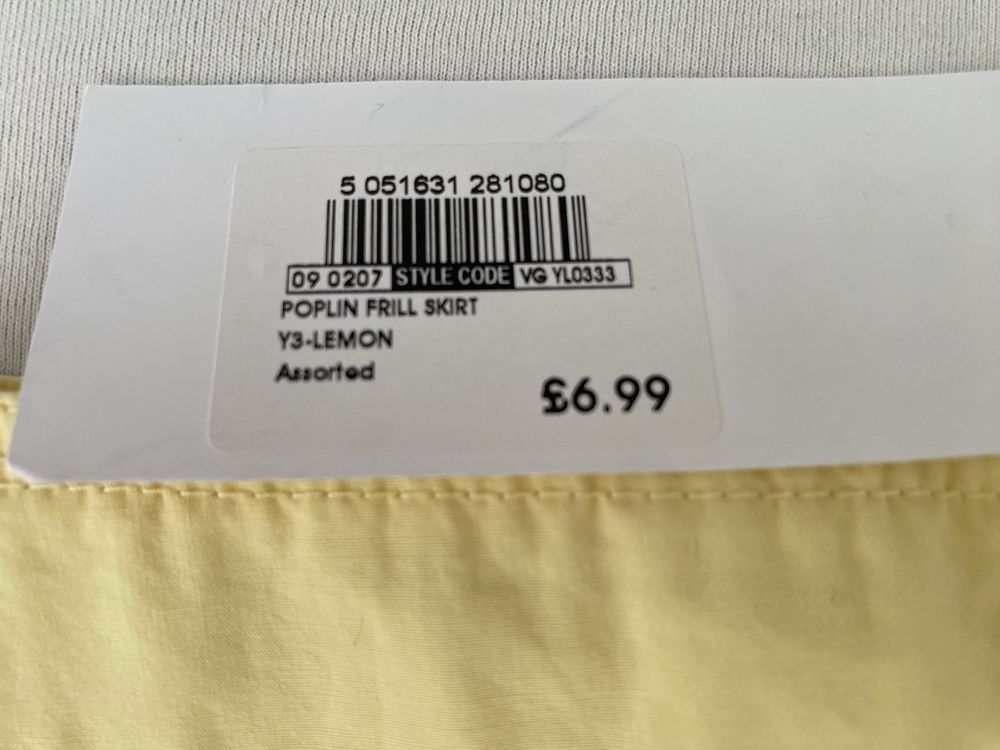 5 051631 281080
09 0207 STYLE CODE VG YL0333
POPLIN FRILL SKIRT
Y3-LEMON
Assorted
£6.99